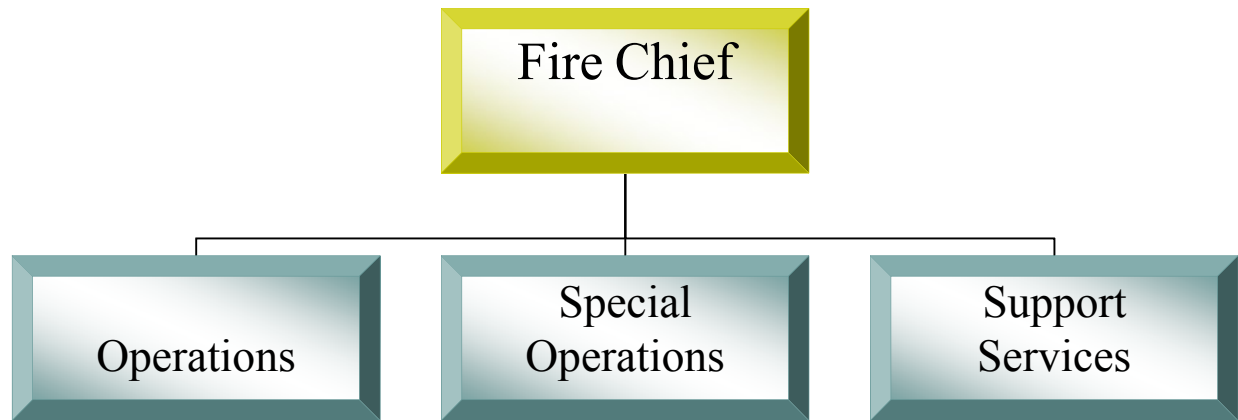 Fire Chief
Operations
Special
Operations
Support
Services